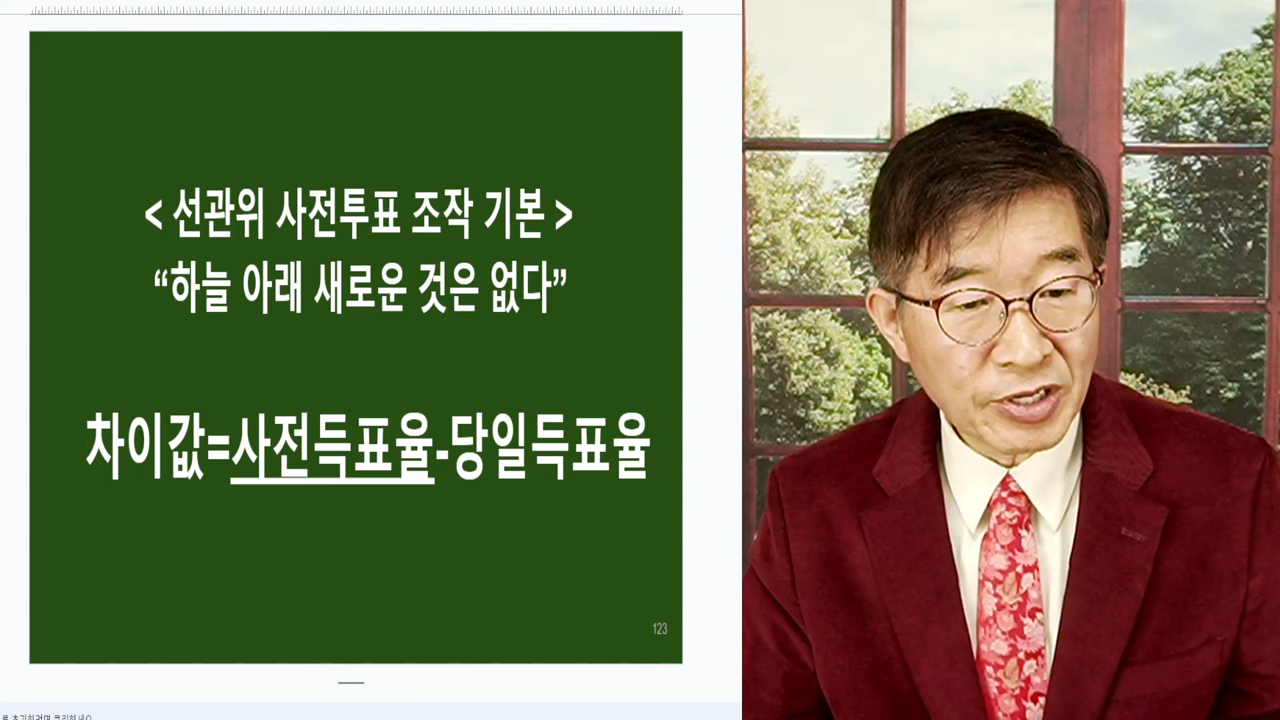 < 선관위 사전투표 조작 기본 >
“하늘 아래 새로운 것은 없다”
차이값=사전득표율-당일득표율
123